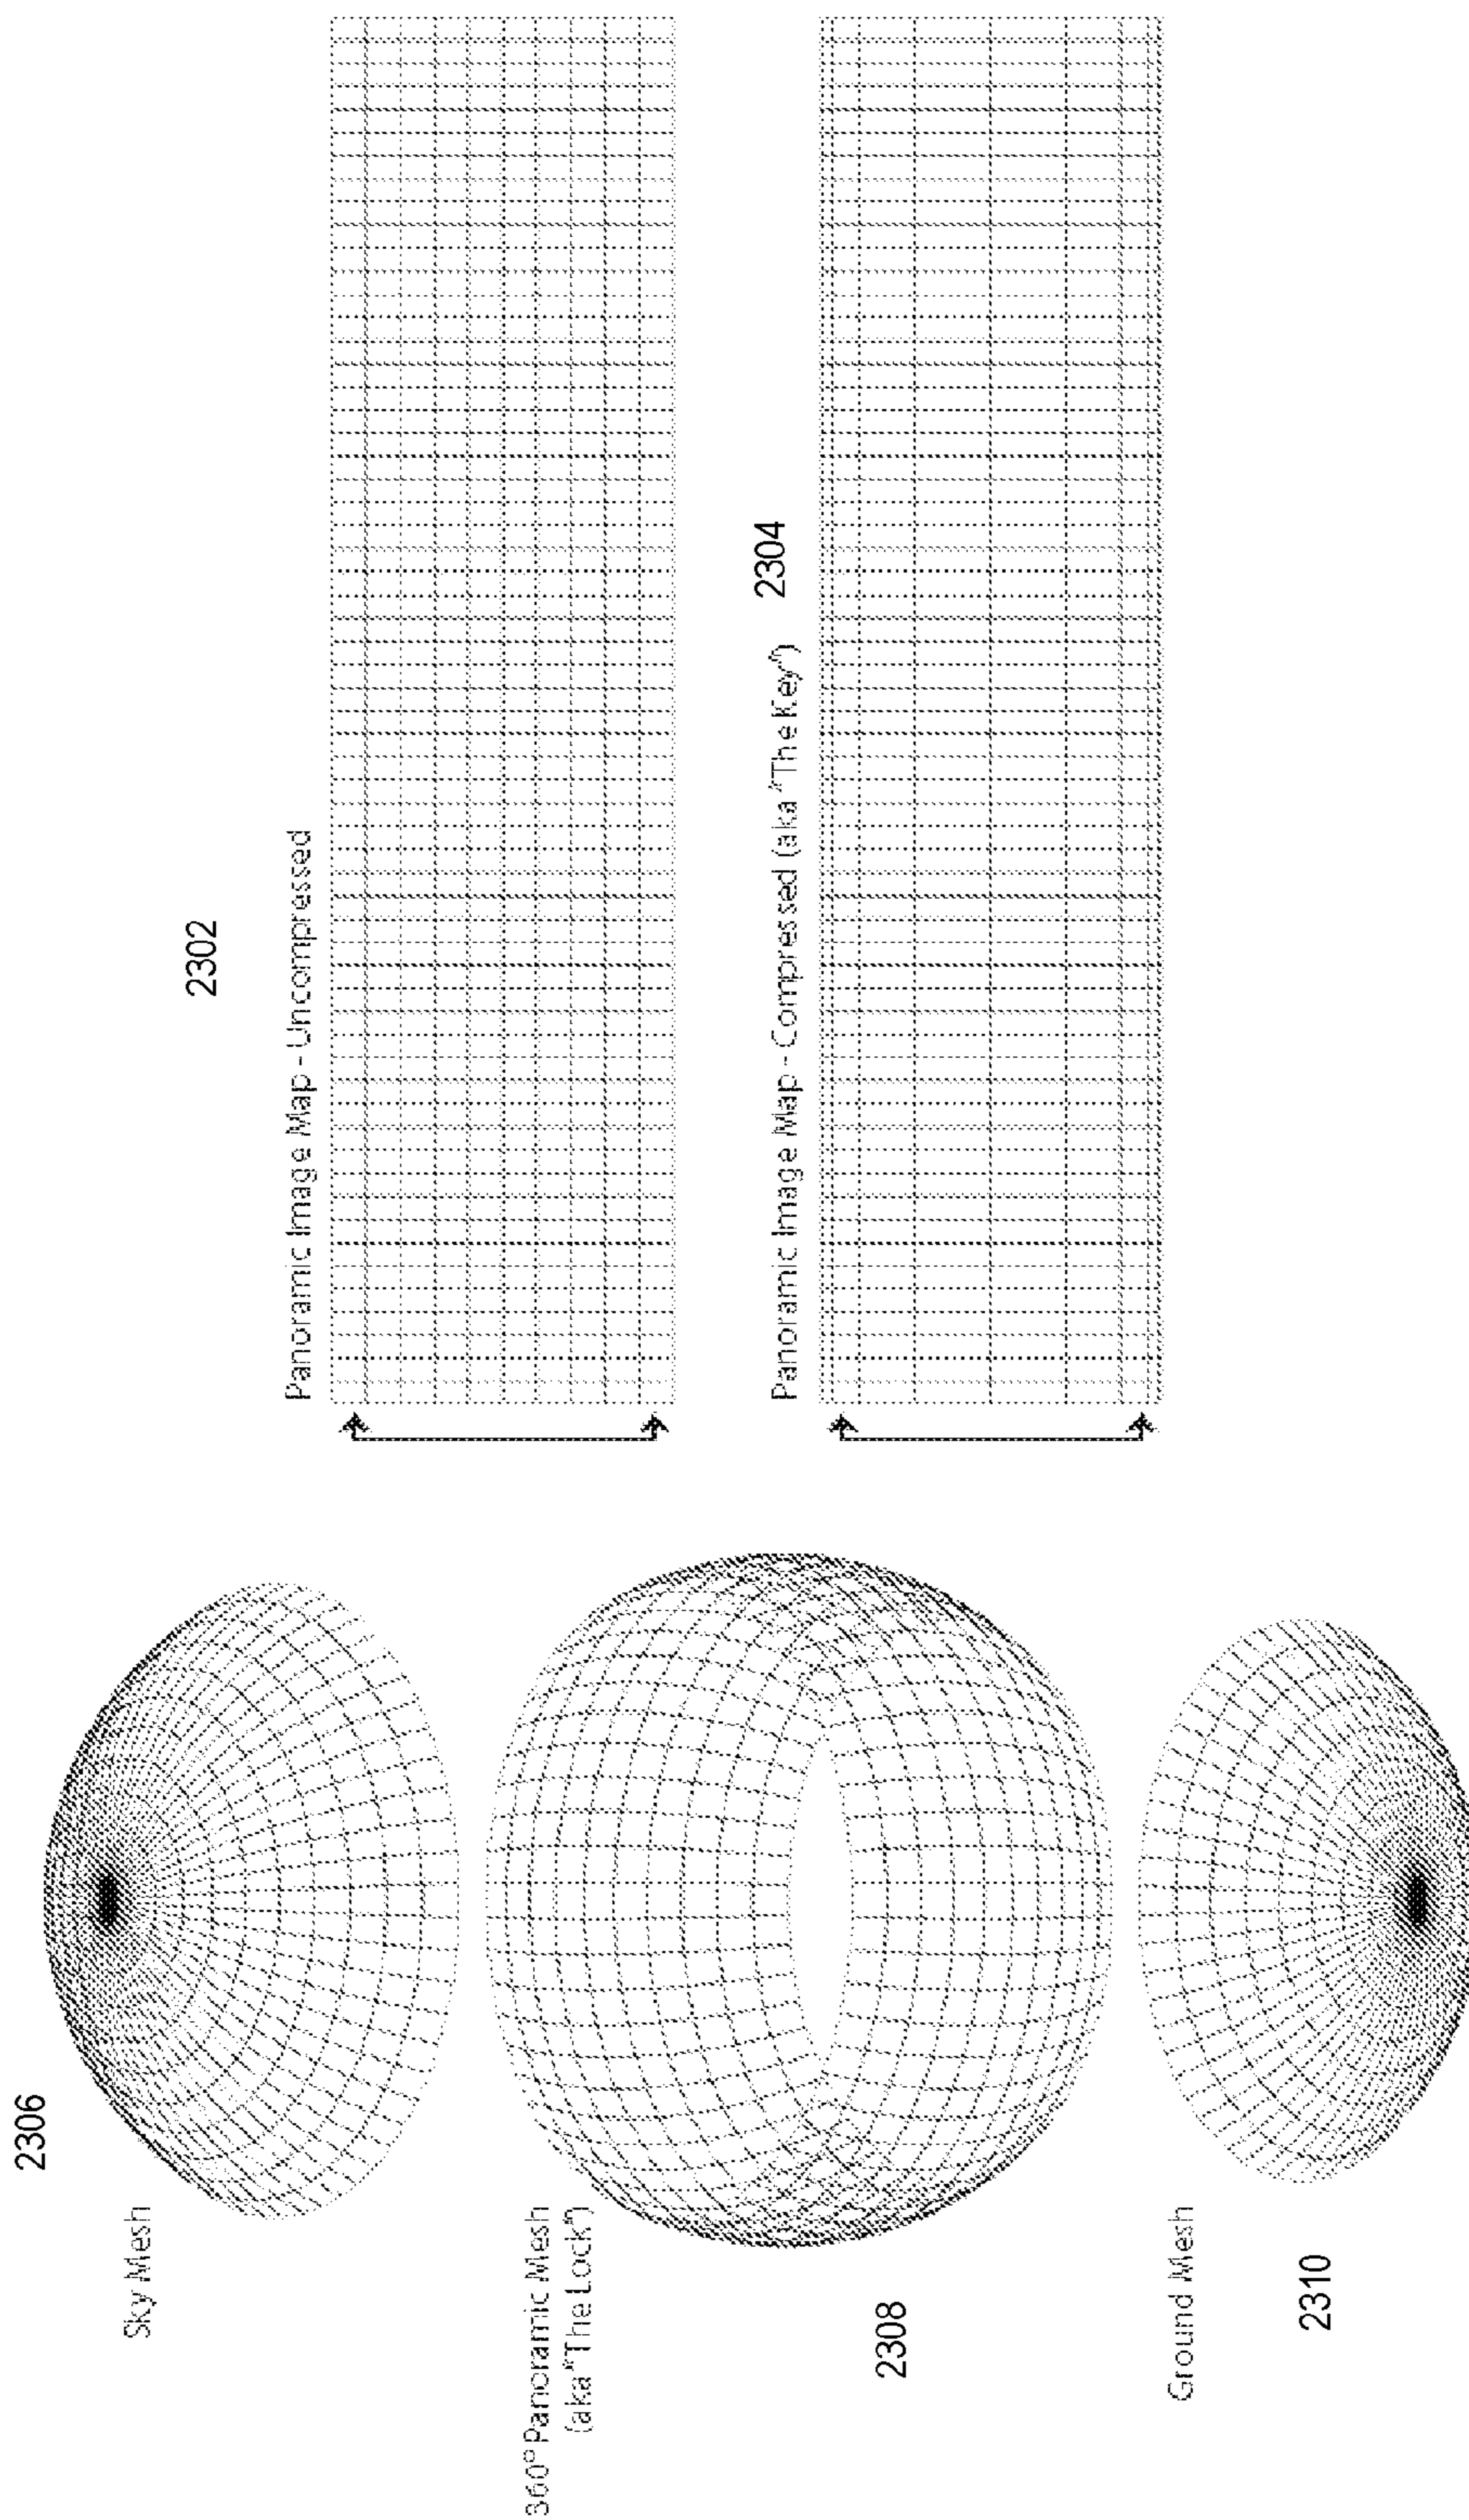 2306
Sky Mesh
360° Panoramic Mesh
(aka "The Lock")
2308
Ground Mesh
2310
2302
Panoramic Image Map - Uncompressed
Panoramic Image Map - Compressed (aka "The Key")
2304